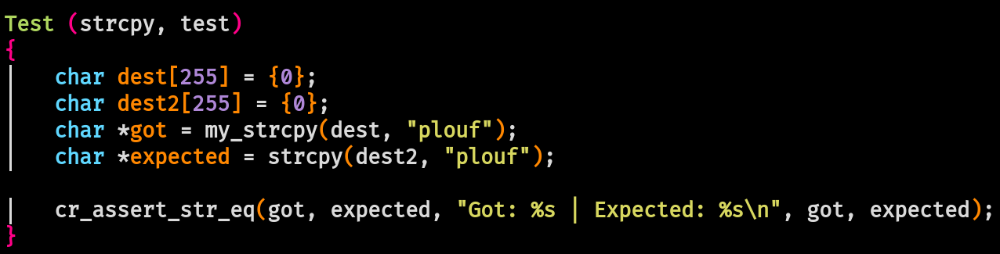 Test (strcpy, test)
{
    char dest[255] = {0};
    char dest2[255] = {0};
    char *got = my_strcpy(dest, "plouf");
    char *expected = strcpy(dest2, "plouf");

    cr_assert_str_eq(got, expected, "Got: %s | Expected: %s\n", got, expected);
}